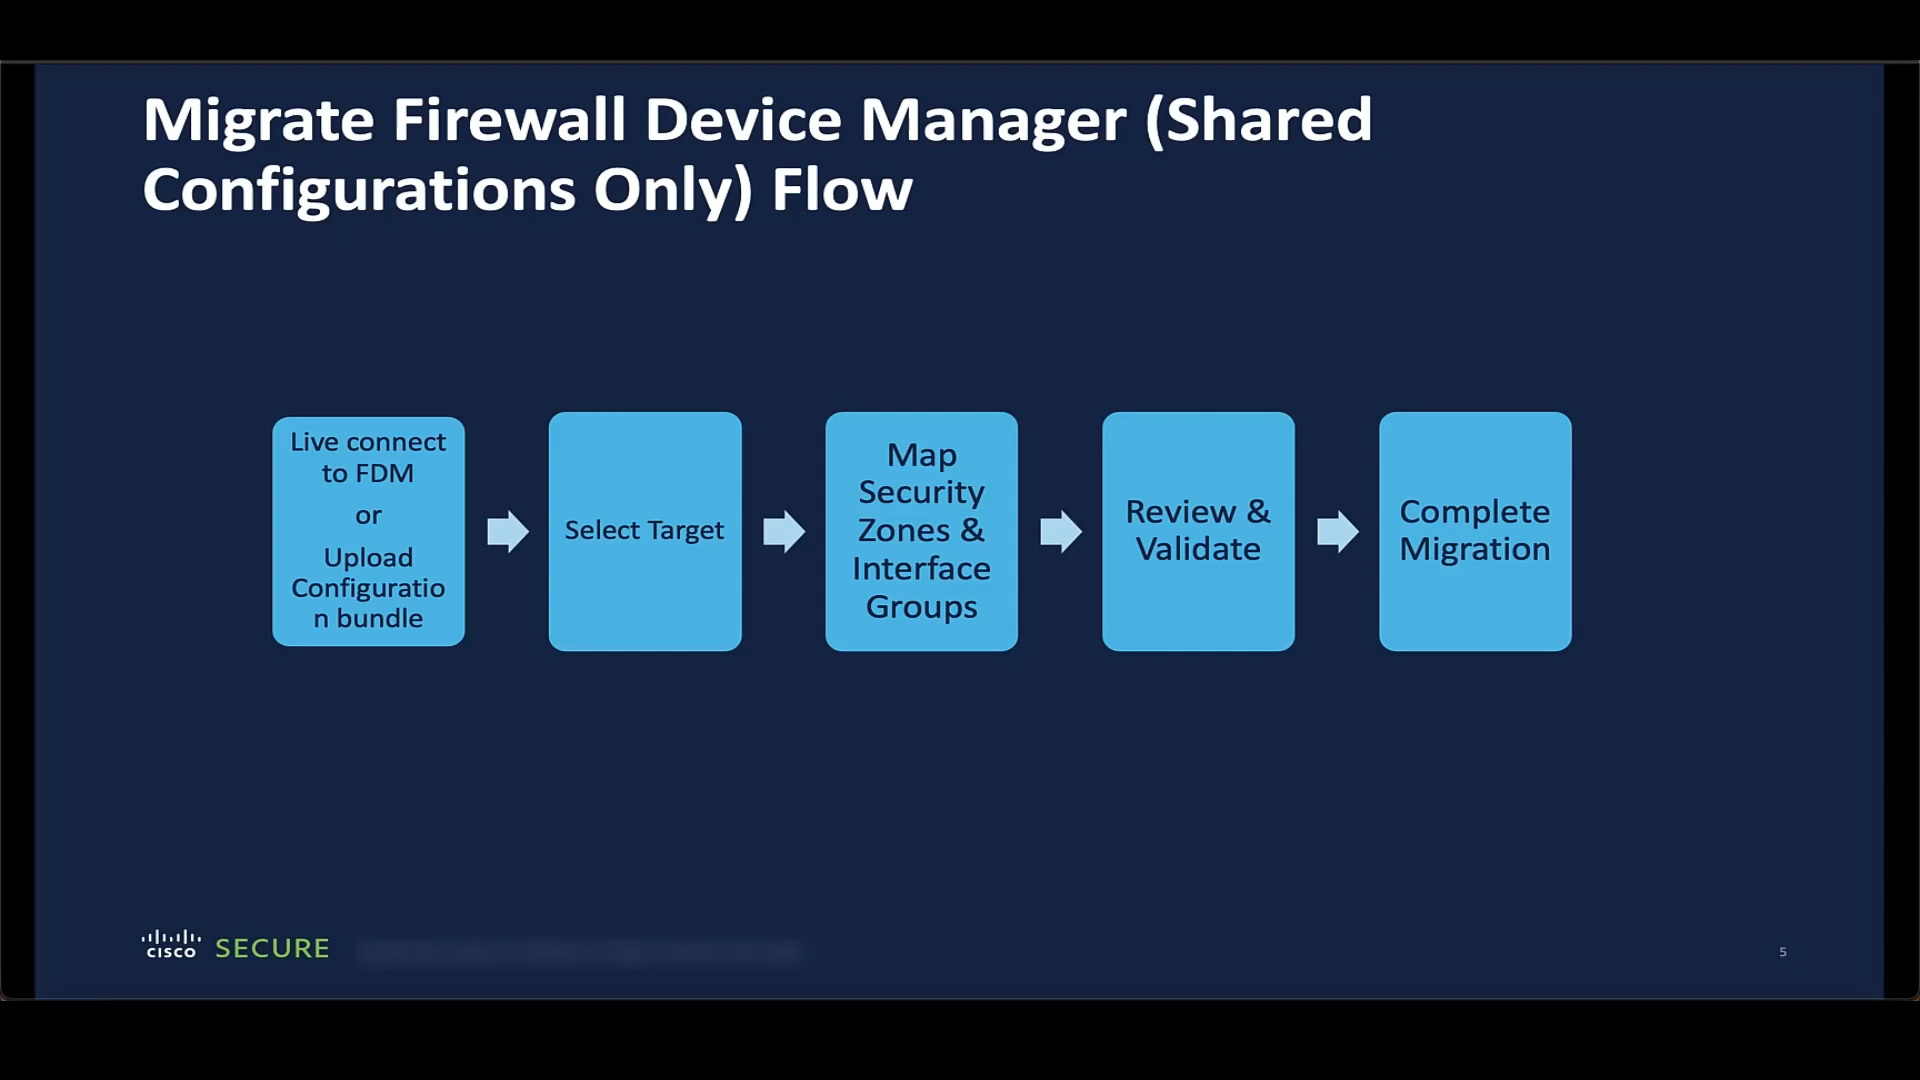 Migrate Firewall Device Manager (Shared
Configurations Only) Flow
Live connect
to FDM
or
Upload
Configuratio
n bundle
Select Target
Map
Security
Zones &
Interface
Groups
Review &
Validate
Complete
Migration
cisco SECURE
5